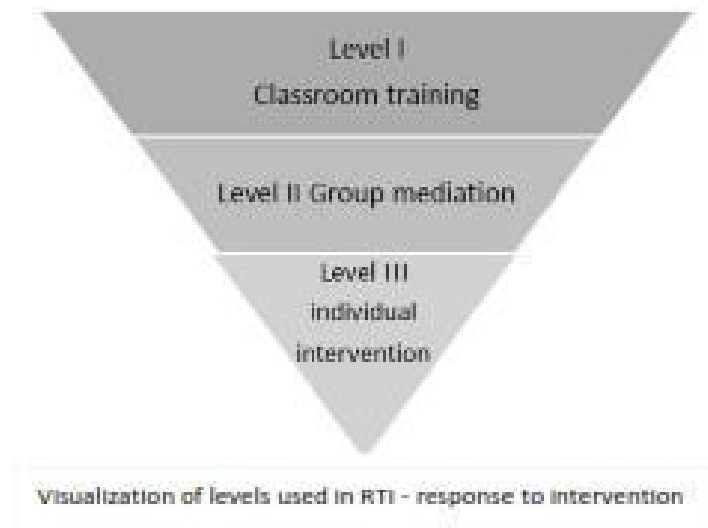 Level I
Classroom training
Level II Group mediation
Level III
individual
intervention
Visualization of levels used in RTI - response to intervention